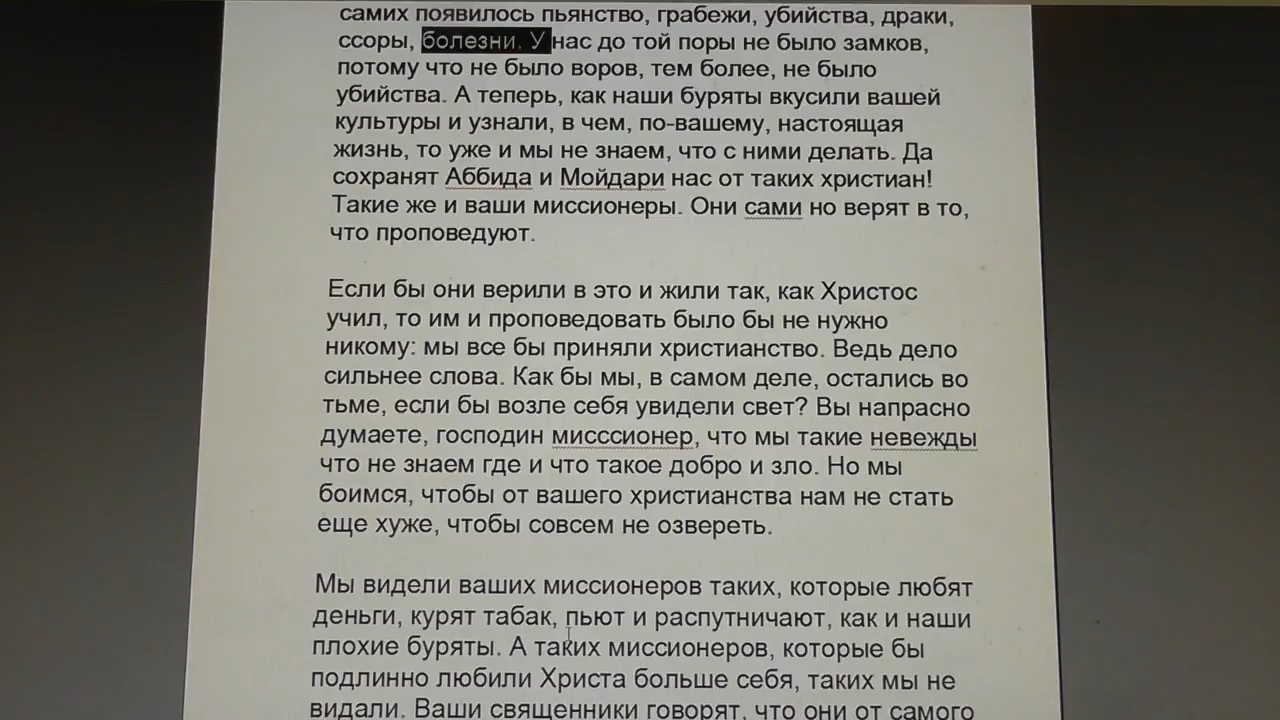 самих появилось пьянство, грабежи, убийства, драки,
ссоры, болезни. У нас до той поры не было замков,
потому что не было воров, тем более, не было
убийства. А теперь, как наши буряты вкусили вашей
культуры и узнали, в чем, по-вашему, настоящая
жизнь, то уже и мы не знаем, что с ними делать. Да
сохранят Аббида и Мойдари нас от таких христиан!
Такие же и ваши миссионеры. Они сами но верят в то,
что проповедуют.
Если бы они верили в это и жили так, как Христос
учил, то им и проповедовать было бы не нужно
никому: мы все бы приняли христианство. Ведь дело
сильнее слова. Как бы мы, в самом деле, остались во
тьме, если бы возле себя увидели свет? Вы напрасно
думаете, господин мисссионер, что мы такие невежды
что не знаем где и что такое добро и зло. Но мы
боимся, чтобы от вашего христианства нам не стать
еще хуже, чтобы совсем не озвереть.
Мы видели ваших миссионеров таких, которые любят
деньги, курят табак, пьют и распутничают, как и наши
плохие буряты. А таких миссионеров, которые бы
подлинно любили Христа больше себя, таких мы не
видали. Ваши священники говорят, что они от самого